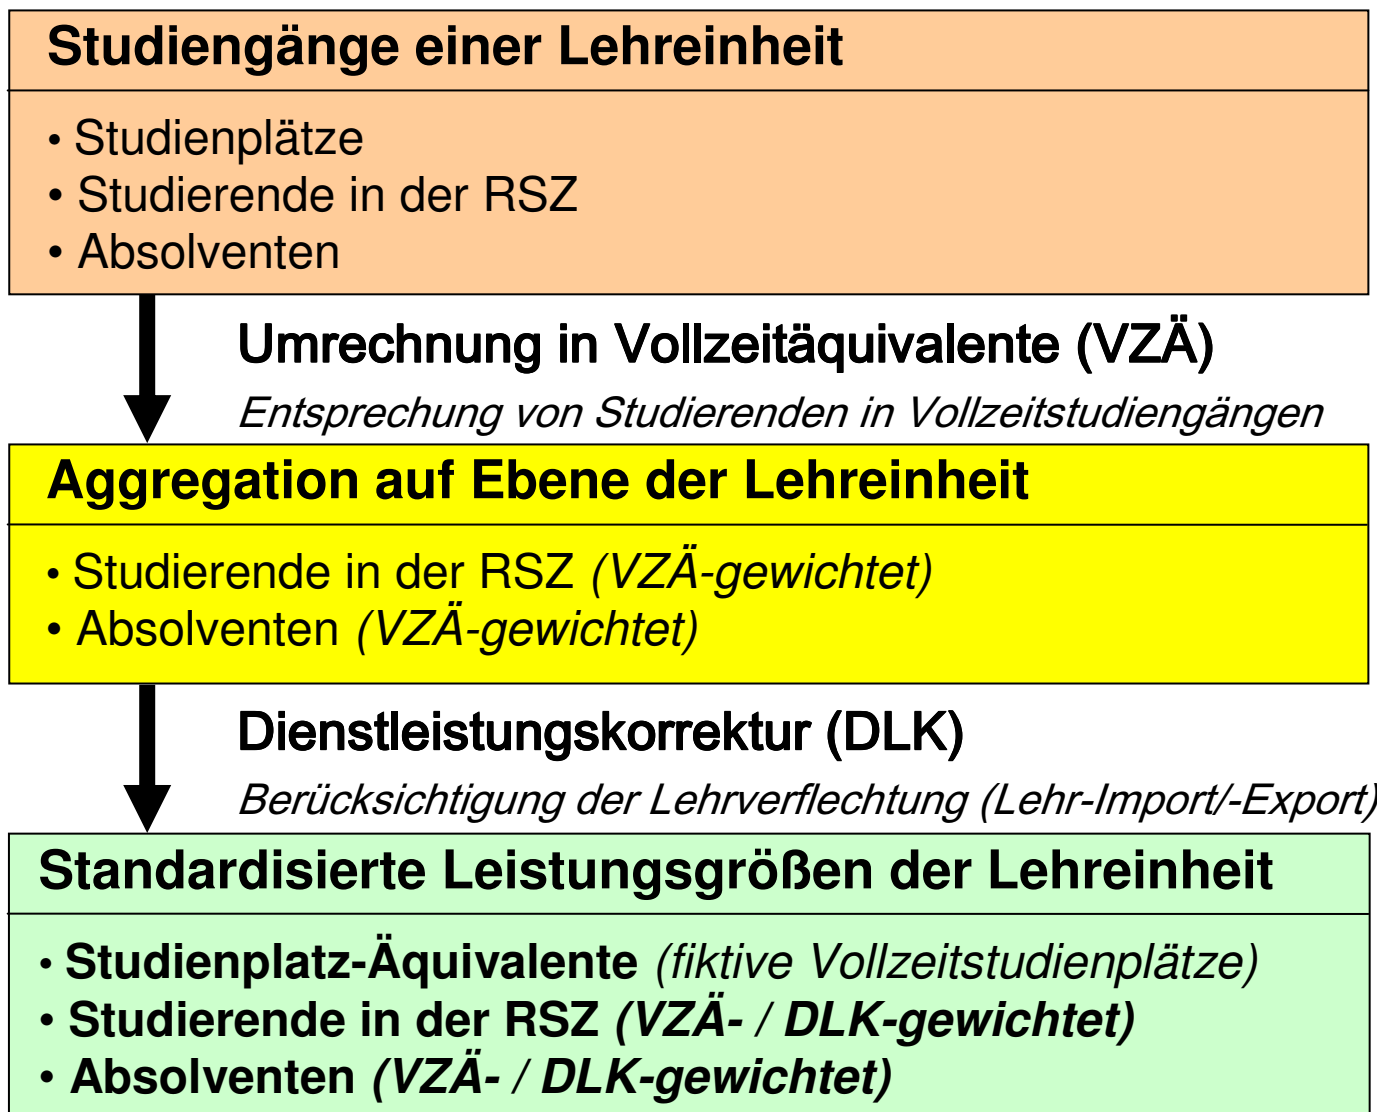 Studiengänge einer Lehreinheit
• Studienplätze
• Studierende in der RSZ
• Absolventen
Umrechnung in Vollzeitäquivalente (VZÄ)
Entsprechung von Studierenden in Vollzeitstudiengängen
Aggregation auf Ebene der Lehreinheit
• Studierende in der RSZ (VZÄ-gewichtet)
• Absolventen (VZÄ-gewichtet)
Dienstleistungskorrektur (DLK)
Berücksichtigung der Lehrverflechtung (Lehr-Import/-Export)
Standardisierte Leistungsgrößen der Lehreinheit
• Studienplatz-Äquivalente (fiktive Vollzeitstudienplätze)
• Studierende in der RSZ (VZÄ- / DLK-gewichtet)
• Absolventen (VZÄ- / DLK-gewichtet)